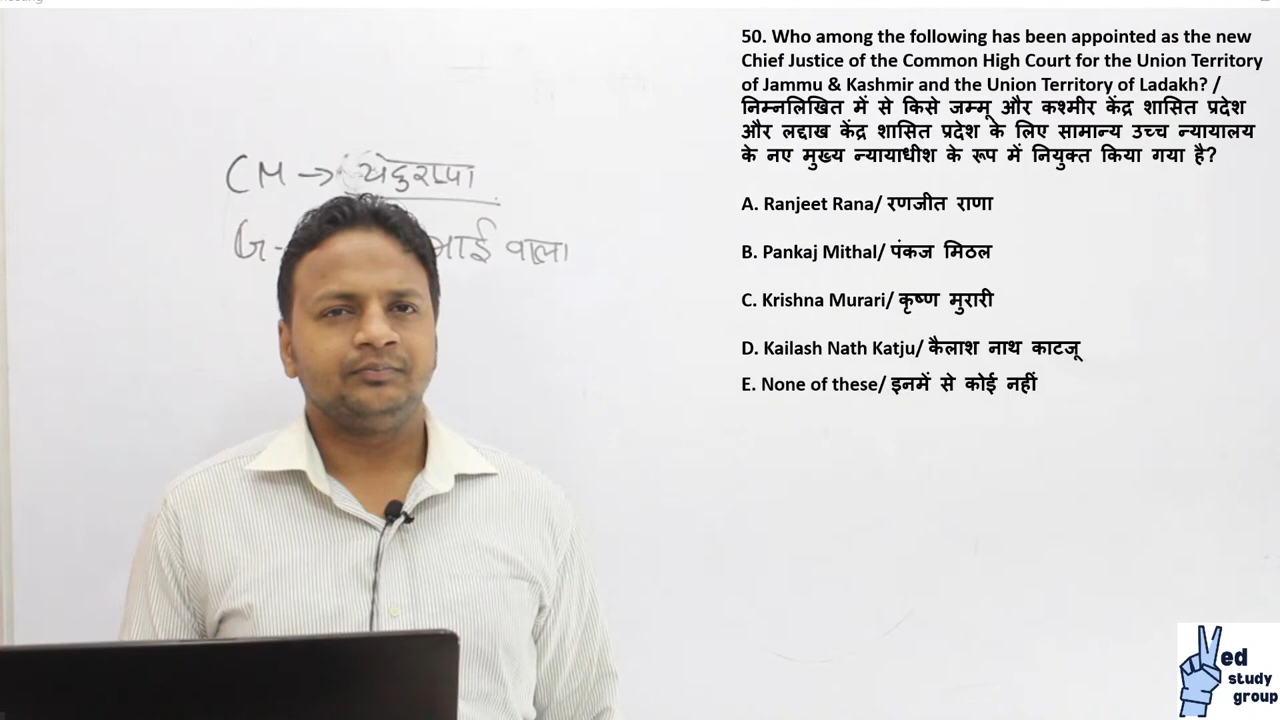 CM → येदुरप्पा
G - भाई वाला
50. Who among the following has been appointed as the new
Chief Justice of the Common High Court for the Union Territory
of Jammu & Kashmir and the Union Territory of Ladakh? /
निम्नलिखित में से किसे जम्मू और कश्मीर केंद्र शासित प्रदेश
और लद्दाख केंद्र शासित प्रदेश के लिए सामान्य उच्च न्यायालय
के नए मुख्य न्यायाधीश के रूप में नियुक्त किया गया है?
A. Ranjeet Rana/ रणजीत राणा
B. Pankaj Mithal/ पंकज मिठल
C. Krishna Murari/ कृष्ण मुरारी
D. Kailash Nath Katju/ कैलाश नाथ काटजू
E. None of these/ इनमें से कोई नहीं
Ved
study
group